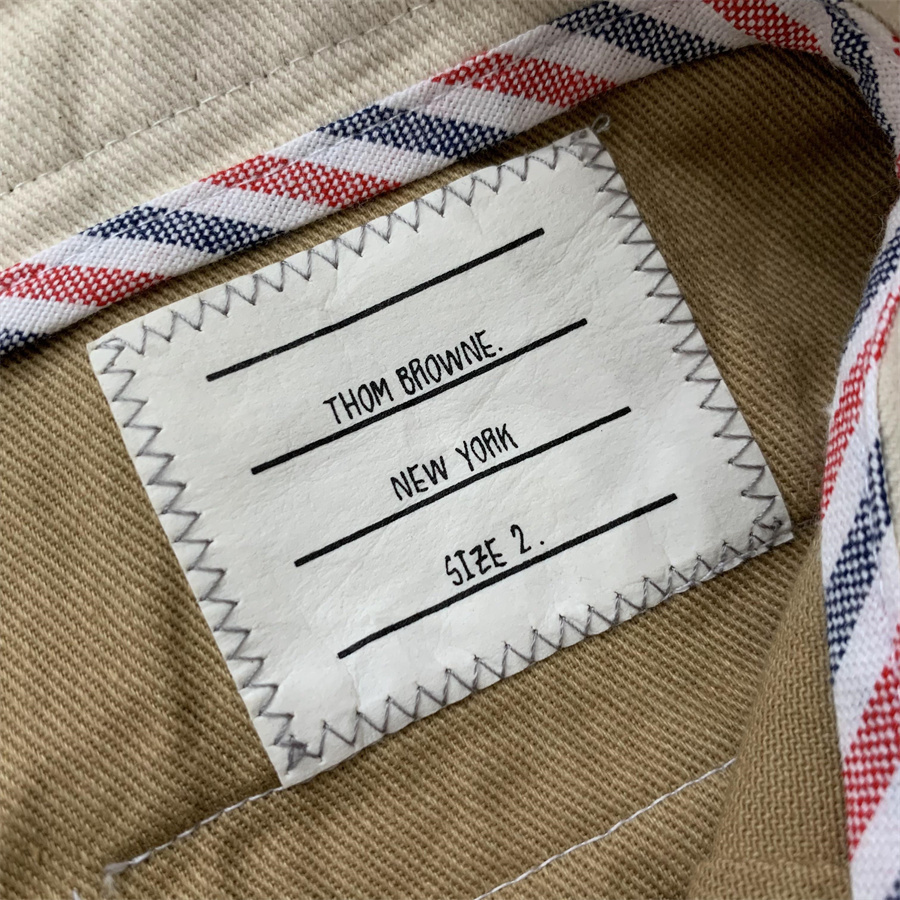 THOM BROWNE.
NEW YORK
SIZE 2.